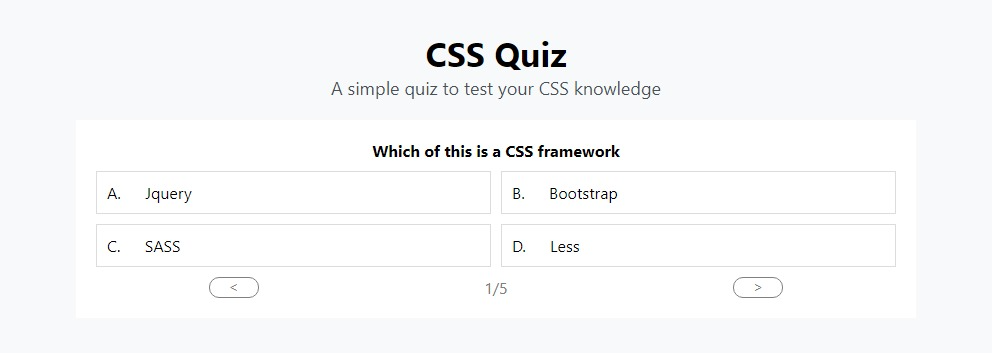 CSS Quiz
A simple quiz to test your CSS knowledge
Which of this is a CSS framework
A. Jquery
B. Bootstrap
C. SASS
D. Less
< 1/5 >